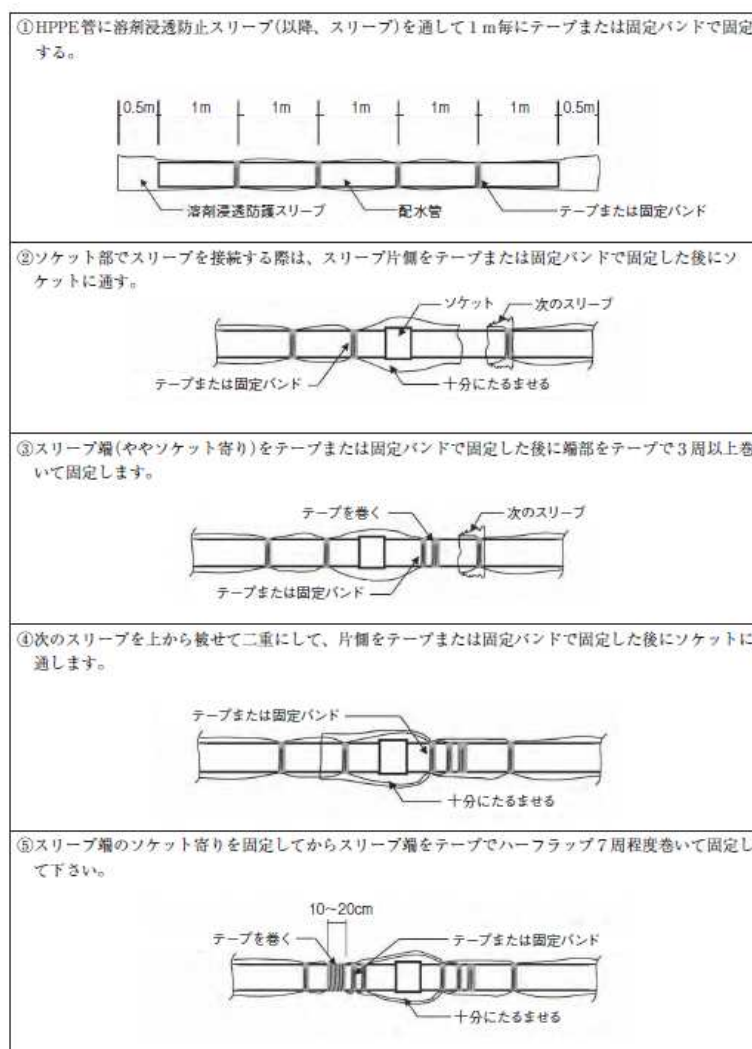 ①HPPE管に溶剤浸透防止スリーブ(以降、スリーブ)を通して1m毎にテープまたは固定バンドで固定
する。
0.5m 1m 1m 1m 1m 1m 0.5m
溶剤浸透防護スリーブ 配水管 テープまたは固定バンド
②ソケット部でスリーブを接続する際は、スリーブ片側をテープまたは固定バンドで固定した後にソ
ケットに通す。
ソケット 次のスリーブ
テープまたは固定バンド 十分にたるませる
③スリーブ端(ややソケット寄り)をテープまたは固定バンドで固定した後に端部をテープで3周以上巻
いて固定します。
テープを巻く 次のスリーブ
テープまたは固定バンド
④次のスリーブを上から被せて二重にして、片側をテープまたは固定バンドで固定した後にソケットに
通します。
テープまたは固定バンド
十分にたるませる
⑤スリーブ端のソケット寄りを固定してからスリーブ端をテープでハーフラップ7周程度巻いて固定し
て下さい。
10~20cm
テープを巻く テープまたは固定バンド
十分にたるませる